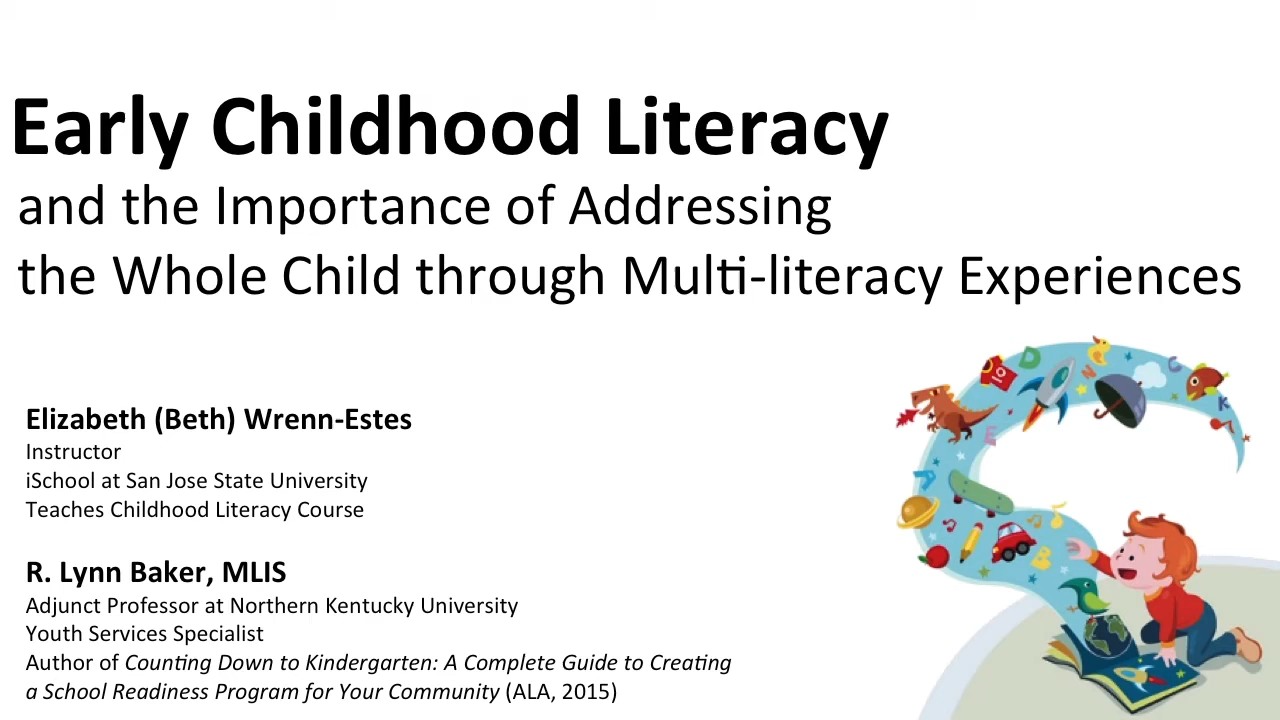 Early Childhood Literacy
and the Importance of Addressing
the Whole Child through Multi-literacy Experiences
Elizabeth (Beth) Wrenn-Estes
Instructor
iSchool at San Jose State University
Teaches Childhood Literacy Course
R. Lynn Baker, MLIS
Adjunct Professor at Northern Kentucky University
Youth Services Specialist
Author of Counting Down to Kindergarten: A Complete Guide to Creating
a School Readiness Program for Your Community (ALA, 2015)